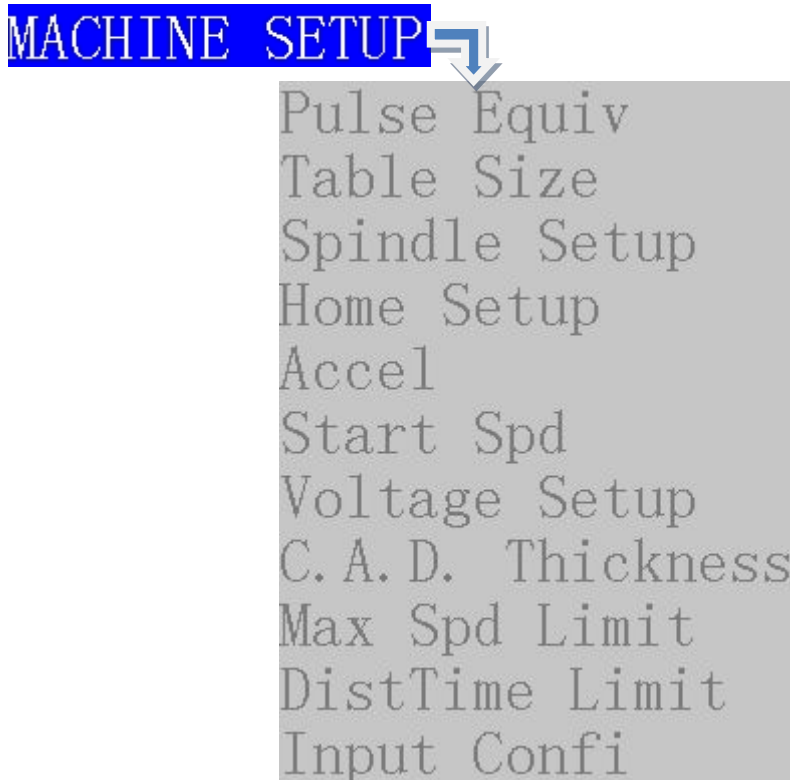 MACHINE SETUP
Pulse Equiv
Table Size
Spindle Setup
Home Setup
Accel
Start Spd
Voltage Setup
C.A.D. Thickness
Max Spd Limit
DistTime Limit
Input Confi